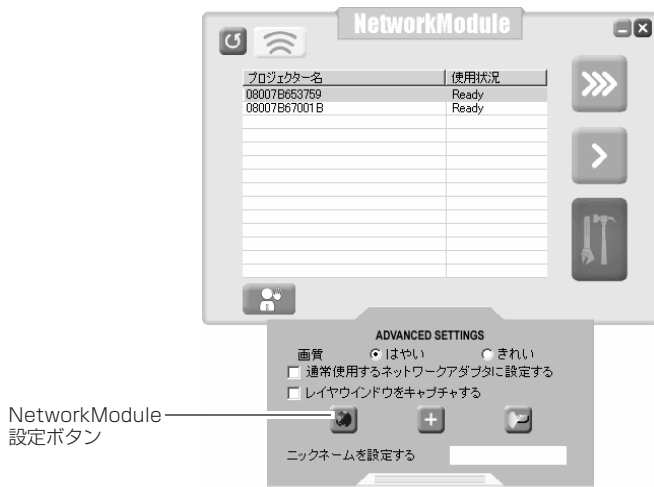 NetworkModule
プロジェクター名 使用状況
08007B653759 Ready
08007B67001B Ready
ADVANCED SETTINGS
画質 はやい きれい
通常使用するネットワークアダプタに設定する
レイヤウインドウをキャプチャする
NetworkModule
設定ボタン
ニックネームを設定する